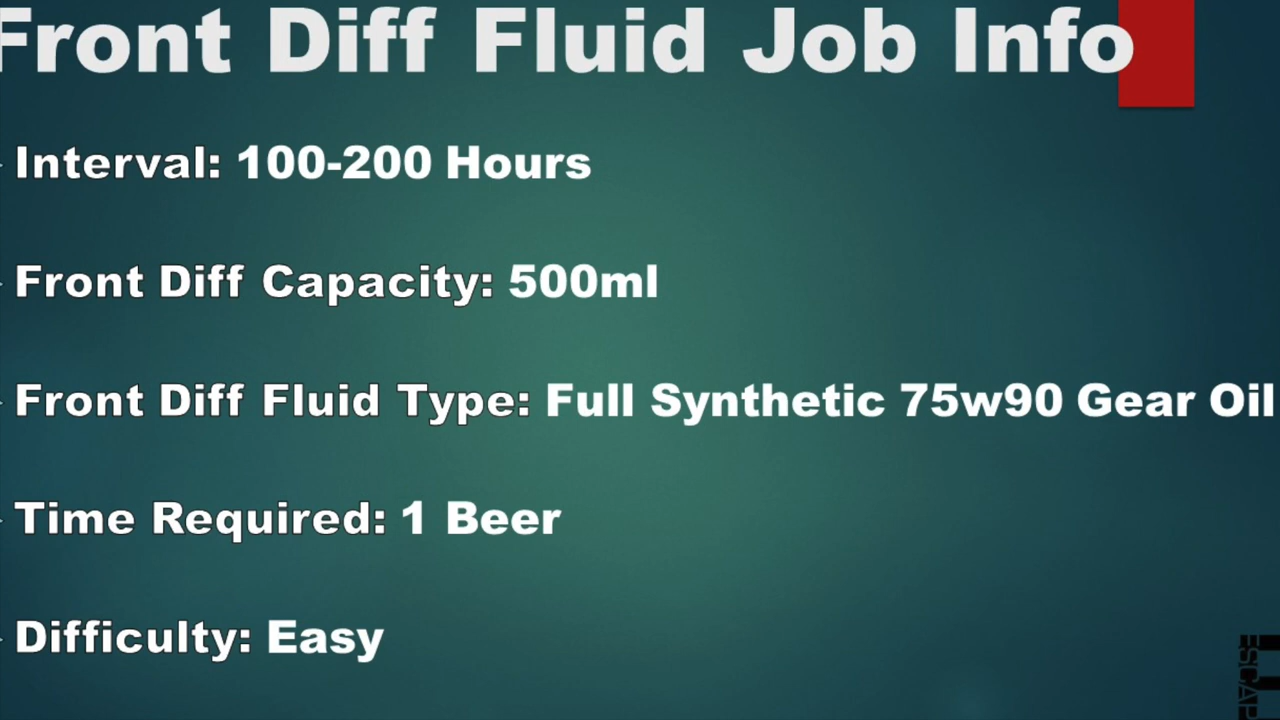 Front Diff Fluid Job Info
Interval: 100-200 Hours
Front Diff Capacity: 500ml
Front Diff Fluid Type: Full Synthetic 75w90 Gear Oil
Time Required: 1 Beer
Difficulty: Easy